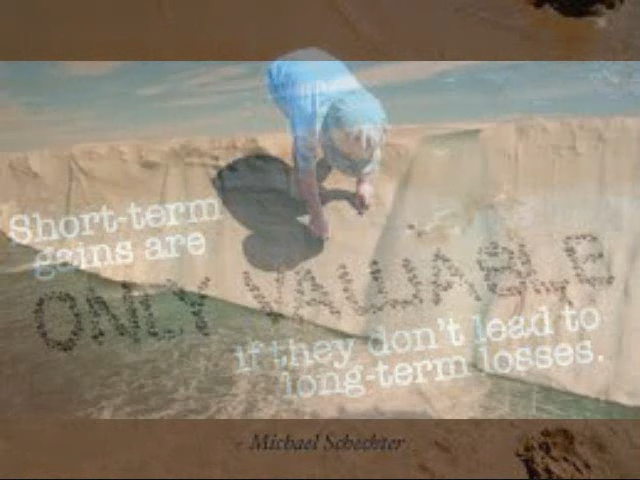 Short-term
gains are
ONLY VALUABLE
if they don't lead to
long-term losses.
- Michael Schechter